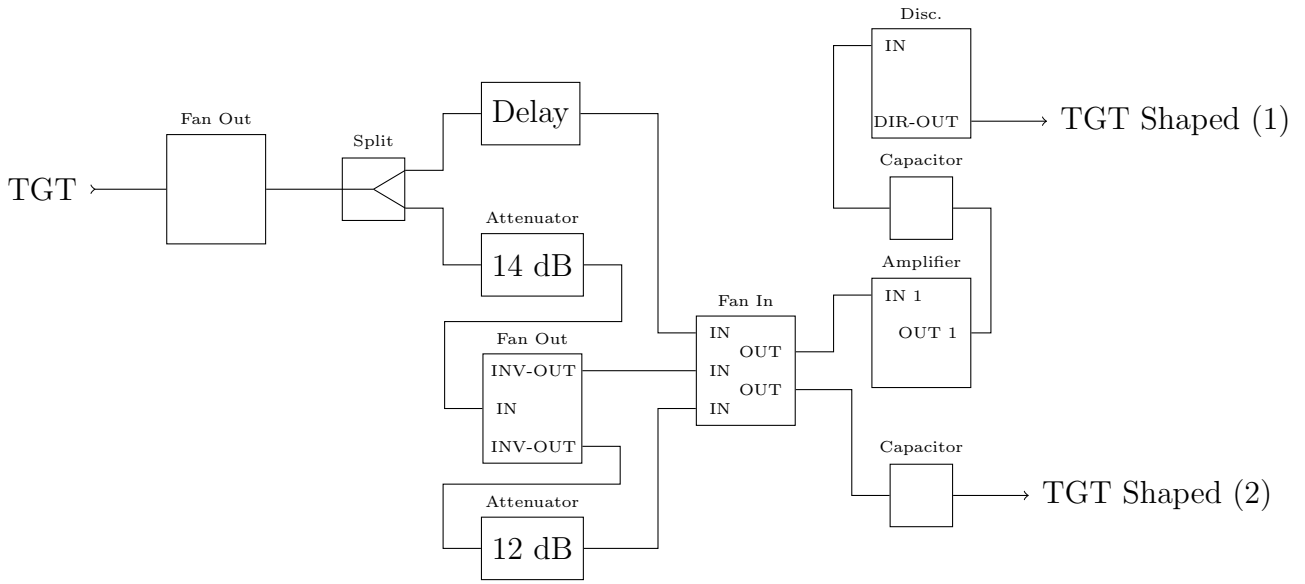 Disc.
IN
DIR-OUT
TGT Shaped (1)
Fan Out
Split
Delay
Capacitor
TGT
Attenuator
14 dB
Amplifier
IN 1
OUT 1
Fan In
IN
OUT
IN
OUT
IN
Fan Out
INV-OUT
IN
INV-OUT
Capacitor
TGT Shaped (2)
Attenuator
12 dB